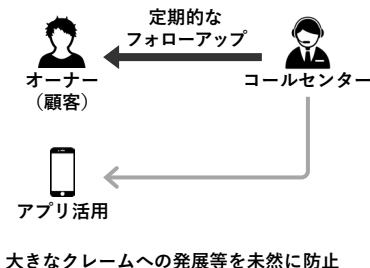 定期的な
フォローアップ
オーナー
（顧客）
コールセンター
アプリ活用
大きなクレームへの発展等を未然に防止